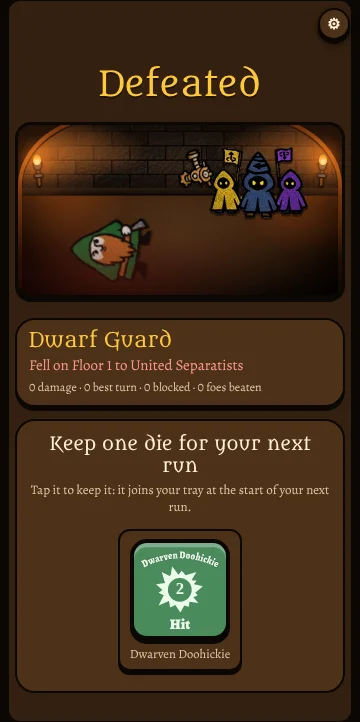 Defeated
Dwarf Guard
Fell on Floor 1 to United Separatists
0 damage · 0 best turn · 0 blocked · 0 foes beaten
Keep one die for your next
run
Tap it to keep it: it joins your tray at the start of your next
run.
Dwarven Doohickie
2
Hit
Dwarven Doohickie